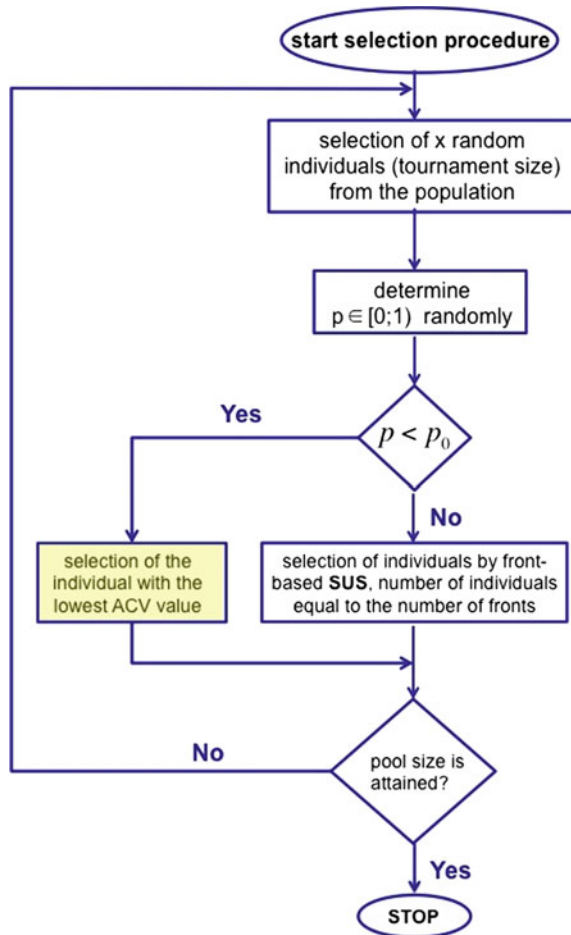 start selection procedure
selection of x random
individuals (tournament size)
from the population
determine
p∈[0;1) randomly
p < p₀
Yes
No
selection of the
individual with the
lowest ACV value
selection of individuals by front-
based SUS, number of individuals
equal to the number of fronts
No
pool size is
attained?
Yes
STOP